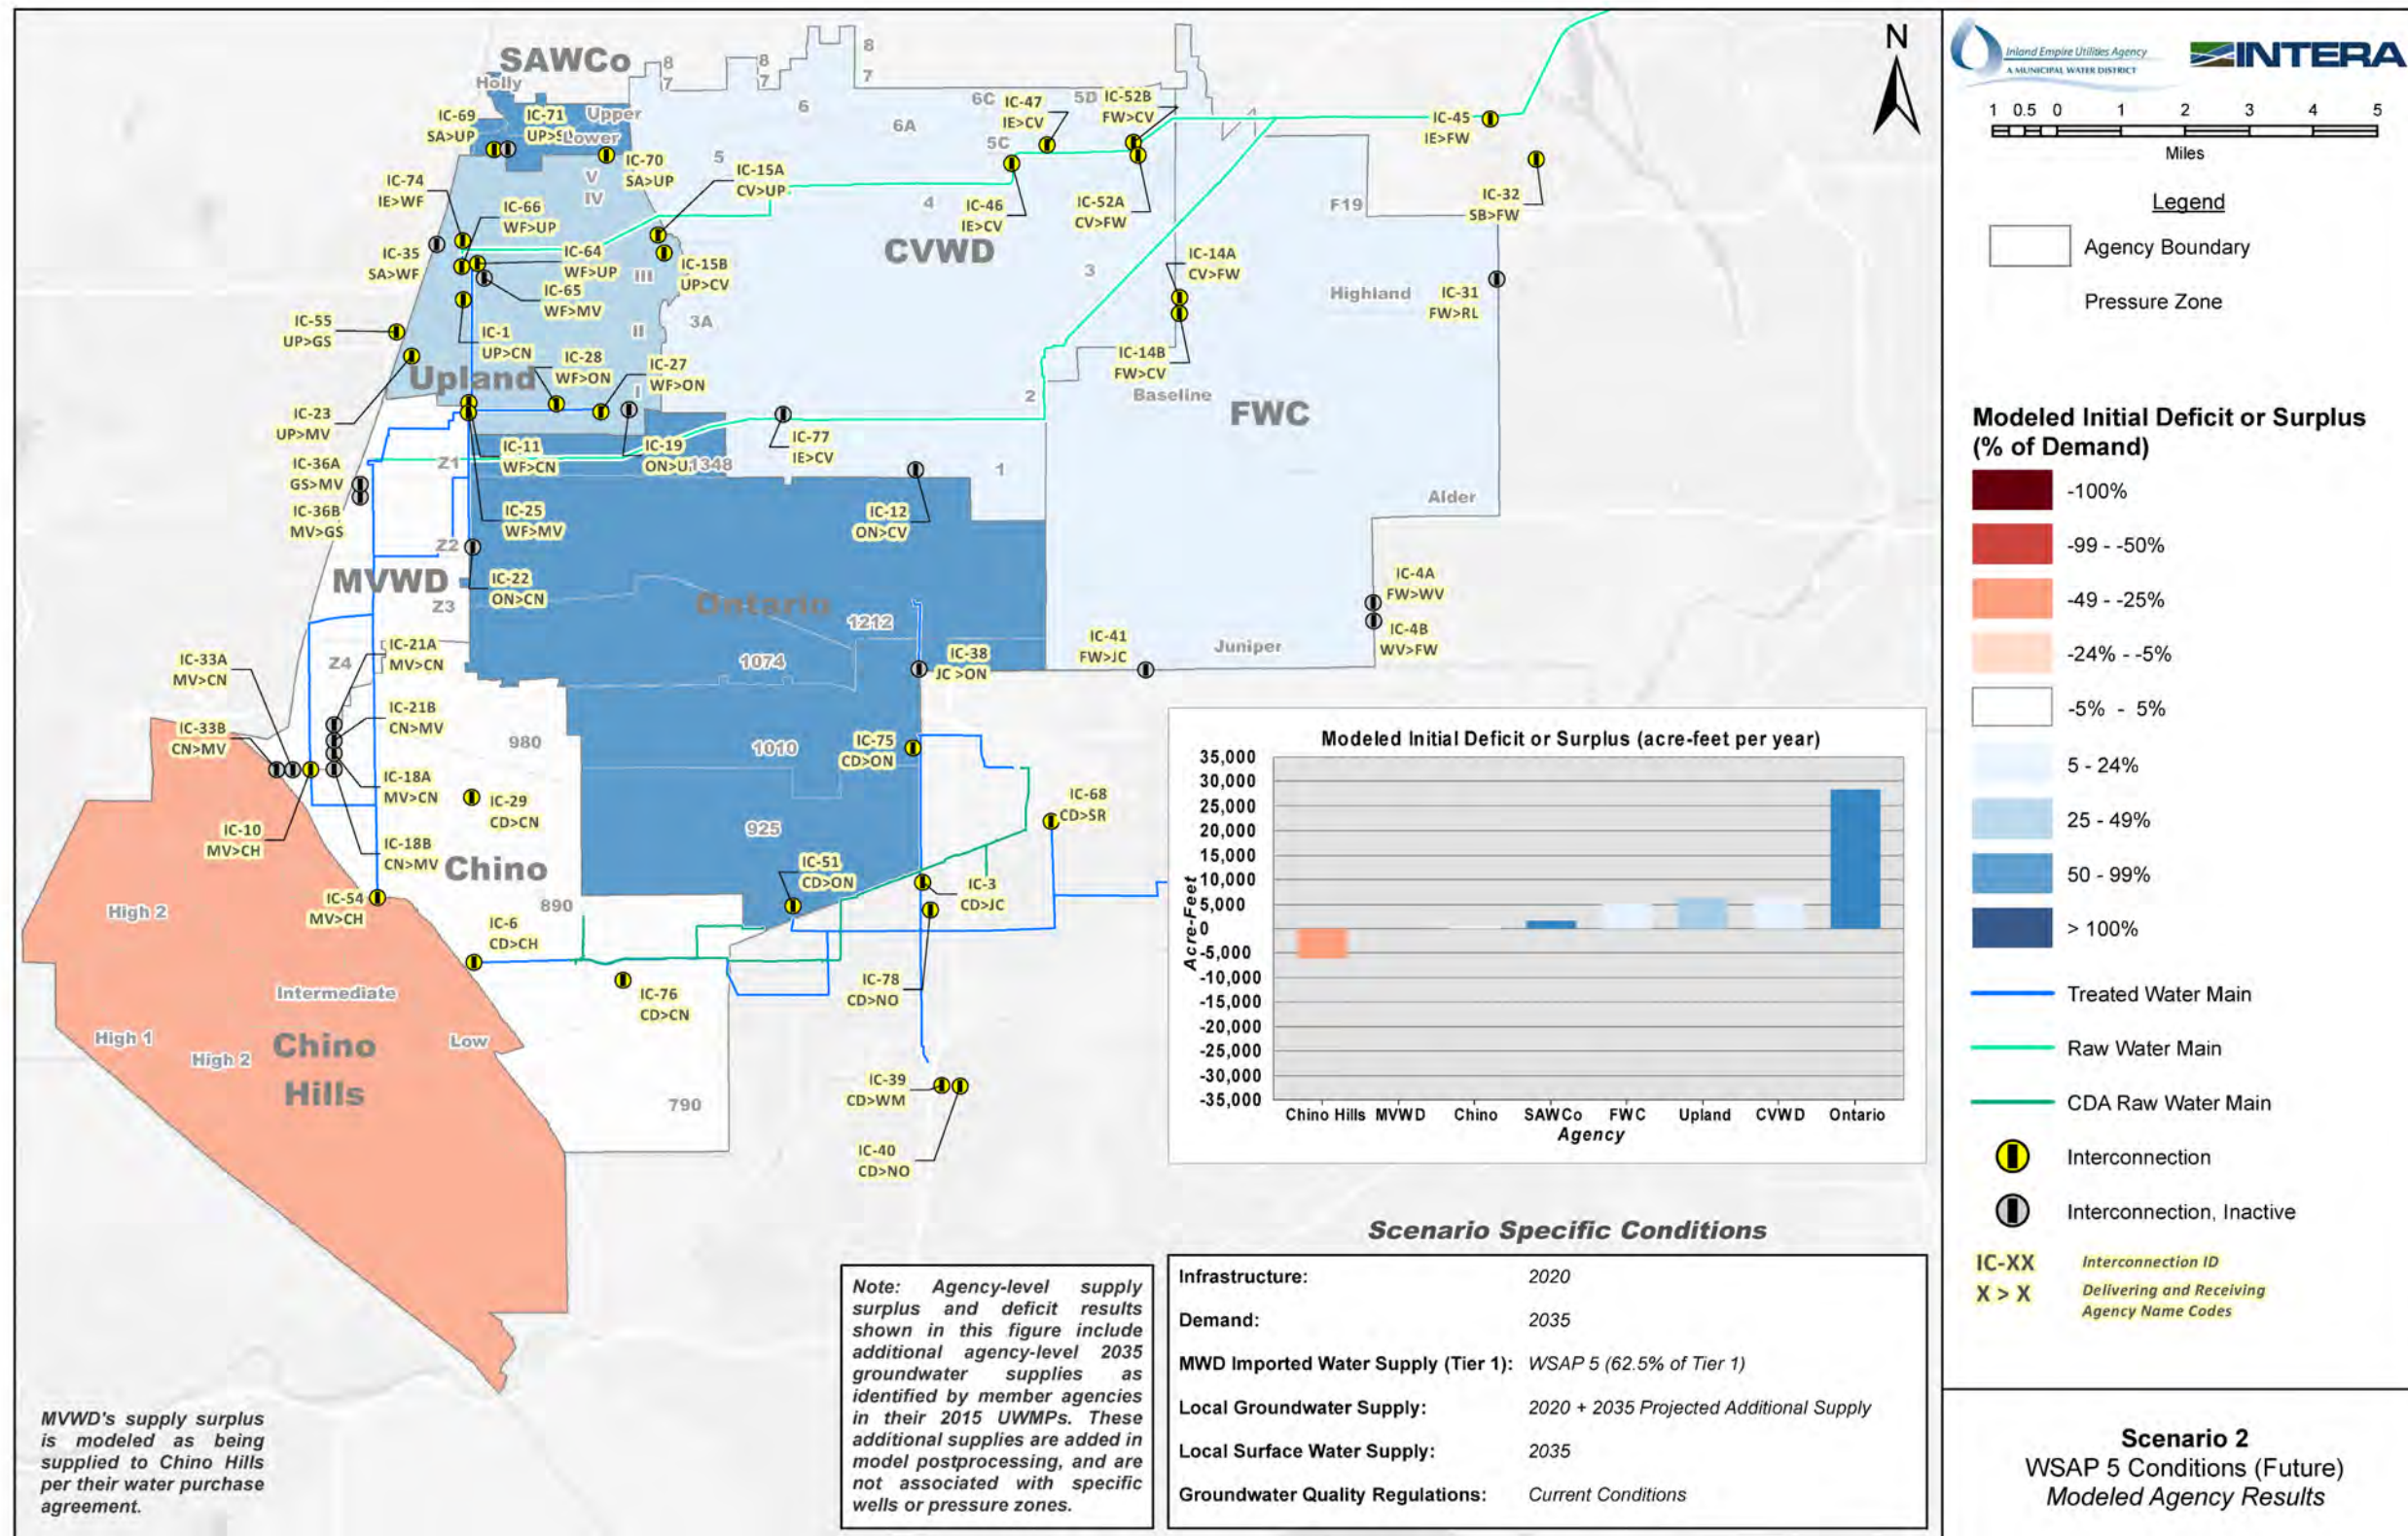 SAWCo
Holly
Upper
Lower
8
7
8
7
8
7
6
6A
6C
5D
5C
5
4
3
3A
2
1
V
IV
III
II
I
IC-69
SA>UP
IC-71
UP>S
IC-70
SA>UP
IC-74
IE>WF
IC-66
WF>UP
IC-35
SA>WF
IC-64
WF>UP
IC-65
WF>MV
IC-15A
CV>UP
IC-15B
UP>CV
IC-47
IE>CV
IC-46
IE>CV
IC-52B
FW>CV
IC-52A
CV>FW
IC-45
IE>FW
IC-32
SB>FW
IC-31
FW>RL
IC-14A
CV>FW
IC-14B
FW>CV
F19
Highland
Baseline
CVWD
FWC
Alder
Juniper
IC-55
UP>GS
IC-1
UP>CN
IC-28
WF>ON
IC-27
WF>ON
Upland
IC-23
UP>MV
IC-11
WF>CN
IC-19
ON>U
1348
IC-77
IE>CV
IC-36A
GS>MV
IC-36B
MV>GS
Z1
Z2
Z3
Z4
IC-25
WF>MV
IC-12
ON>CV
MVWD
IC-22
ON>CN
Ontario
IC-4A
FW>WV
IC-4B
WV>FW
IC-41
FW>JC
1212
1074
IC-38
JC >ON
IC-33A
MV>CN
IC-21A
MV>CN
IC-33B
CN>MV
IC-21B
CN>MV
980
1010
IC-75
CD>ON
IC-18A
MV>CN
IC-29
CD>CN
IC-68
CD>SR
IC-10
MV>CH
IC-18B
CN>MV
925
Chino
IC-51
CD>ON
IC-3
CD>JC
High 2
IC-54
MV>CH
890
IC-6
CD>CH
IC-78
CD>NO
Intermediate
IC-76
CD>CN
High 1
High 2
Chino
Hills
Low
790
IC-39
CD>WM
IC-40
CD>NO
N
Modeled Initial Deficit or Surplus (acre-feet per year)
Acre-Feet
35,000
30,000
25,000
20,000
15,000
10,000
5,000
0
-5,000
-10,000
-15,000
-20,000
-25,000
-30,000
-35,000
Chino Hills MVWD Chino SAWCo FWC Upland CVWD Ontario
Agency
MVWD's supply surplus
is modeled as being
supplied to Chino Hills
per their water purchase
agreement.
Note: Agency-level supply
surplus and deficit results
shown in this figure include
additional agency-level 2035
groundwater supplies as
identified by member agencies
in their 2015 UWMPs. These
additional supplies are added in
model postprocessing, and are
not associated with specific
wells or pressure zones.
Scenario Specific Conditions
Infrastructure: 2020
Demand: 2035
MWD Imported Water Supply (Tier 1): WSAP 5 (62.5% of Tier 1)
Local Groundwater Supply: 2020 + 2035 Projected Additional Supply
Local Surface Water Supply: 2035
Groundwater Quality Regulations: Current Conditions
Inland Empire Utilities Agency
A MUNICIPAL WATER DISTRICT
INTERA
1 0.5 0 1 2 3 4 5
Miles
Legend
Agency Boundary
Pressure Zone
Modeled Initial Deficit or Surplus
(% of Demand)
-100%
-99 - -50%
-49 - -25%
-24% - -5%
-5% - 5%
5 - 24%
25 - 49%
50 - 99%
> 100%
Treated Water Main
Raw Water Main
CDA Raw Water Main
Interconnection
Interconnection, Inactive
IC-XX Interconnection ID
X > X Delivering and Receiving
Agency Name Codes
Scenario 2
WSAP 5 Conditions (Future)
Modeled Agency Results